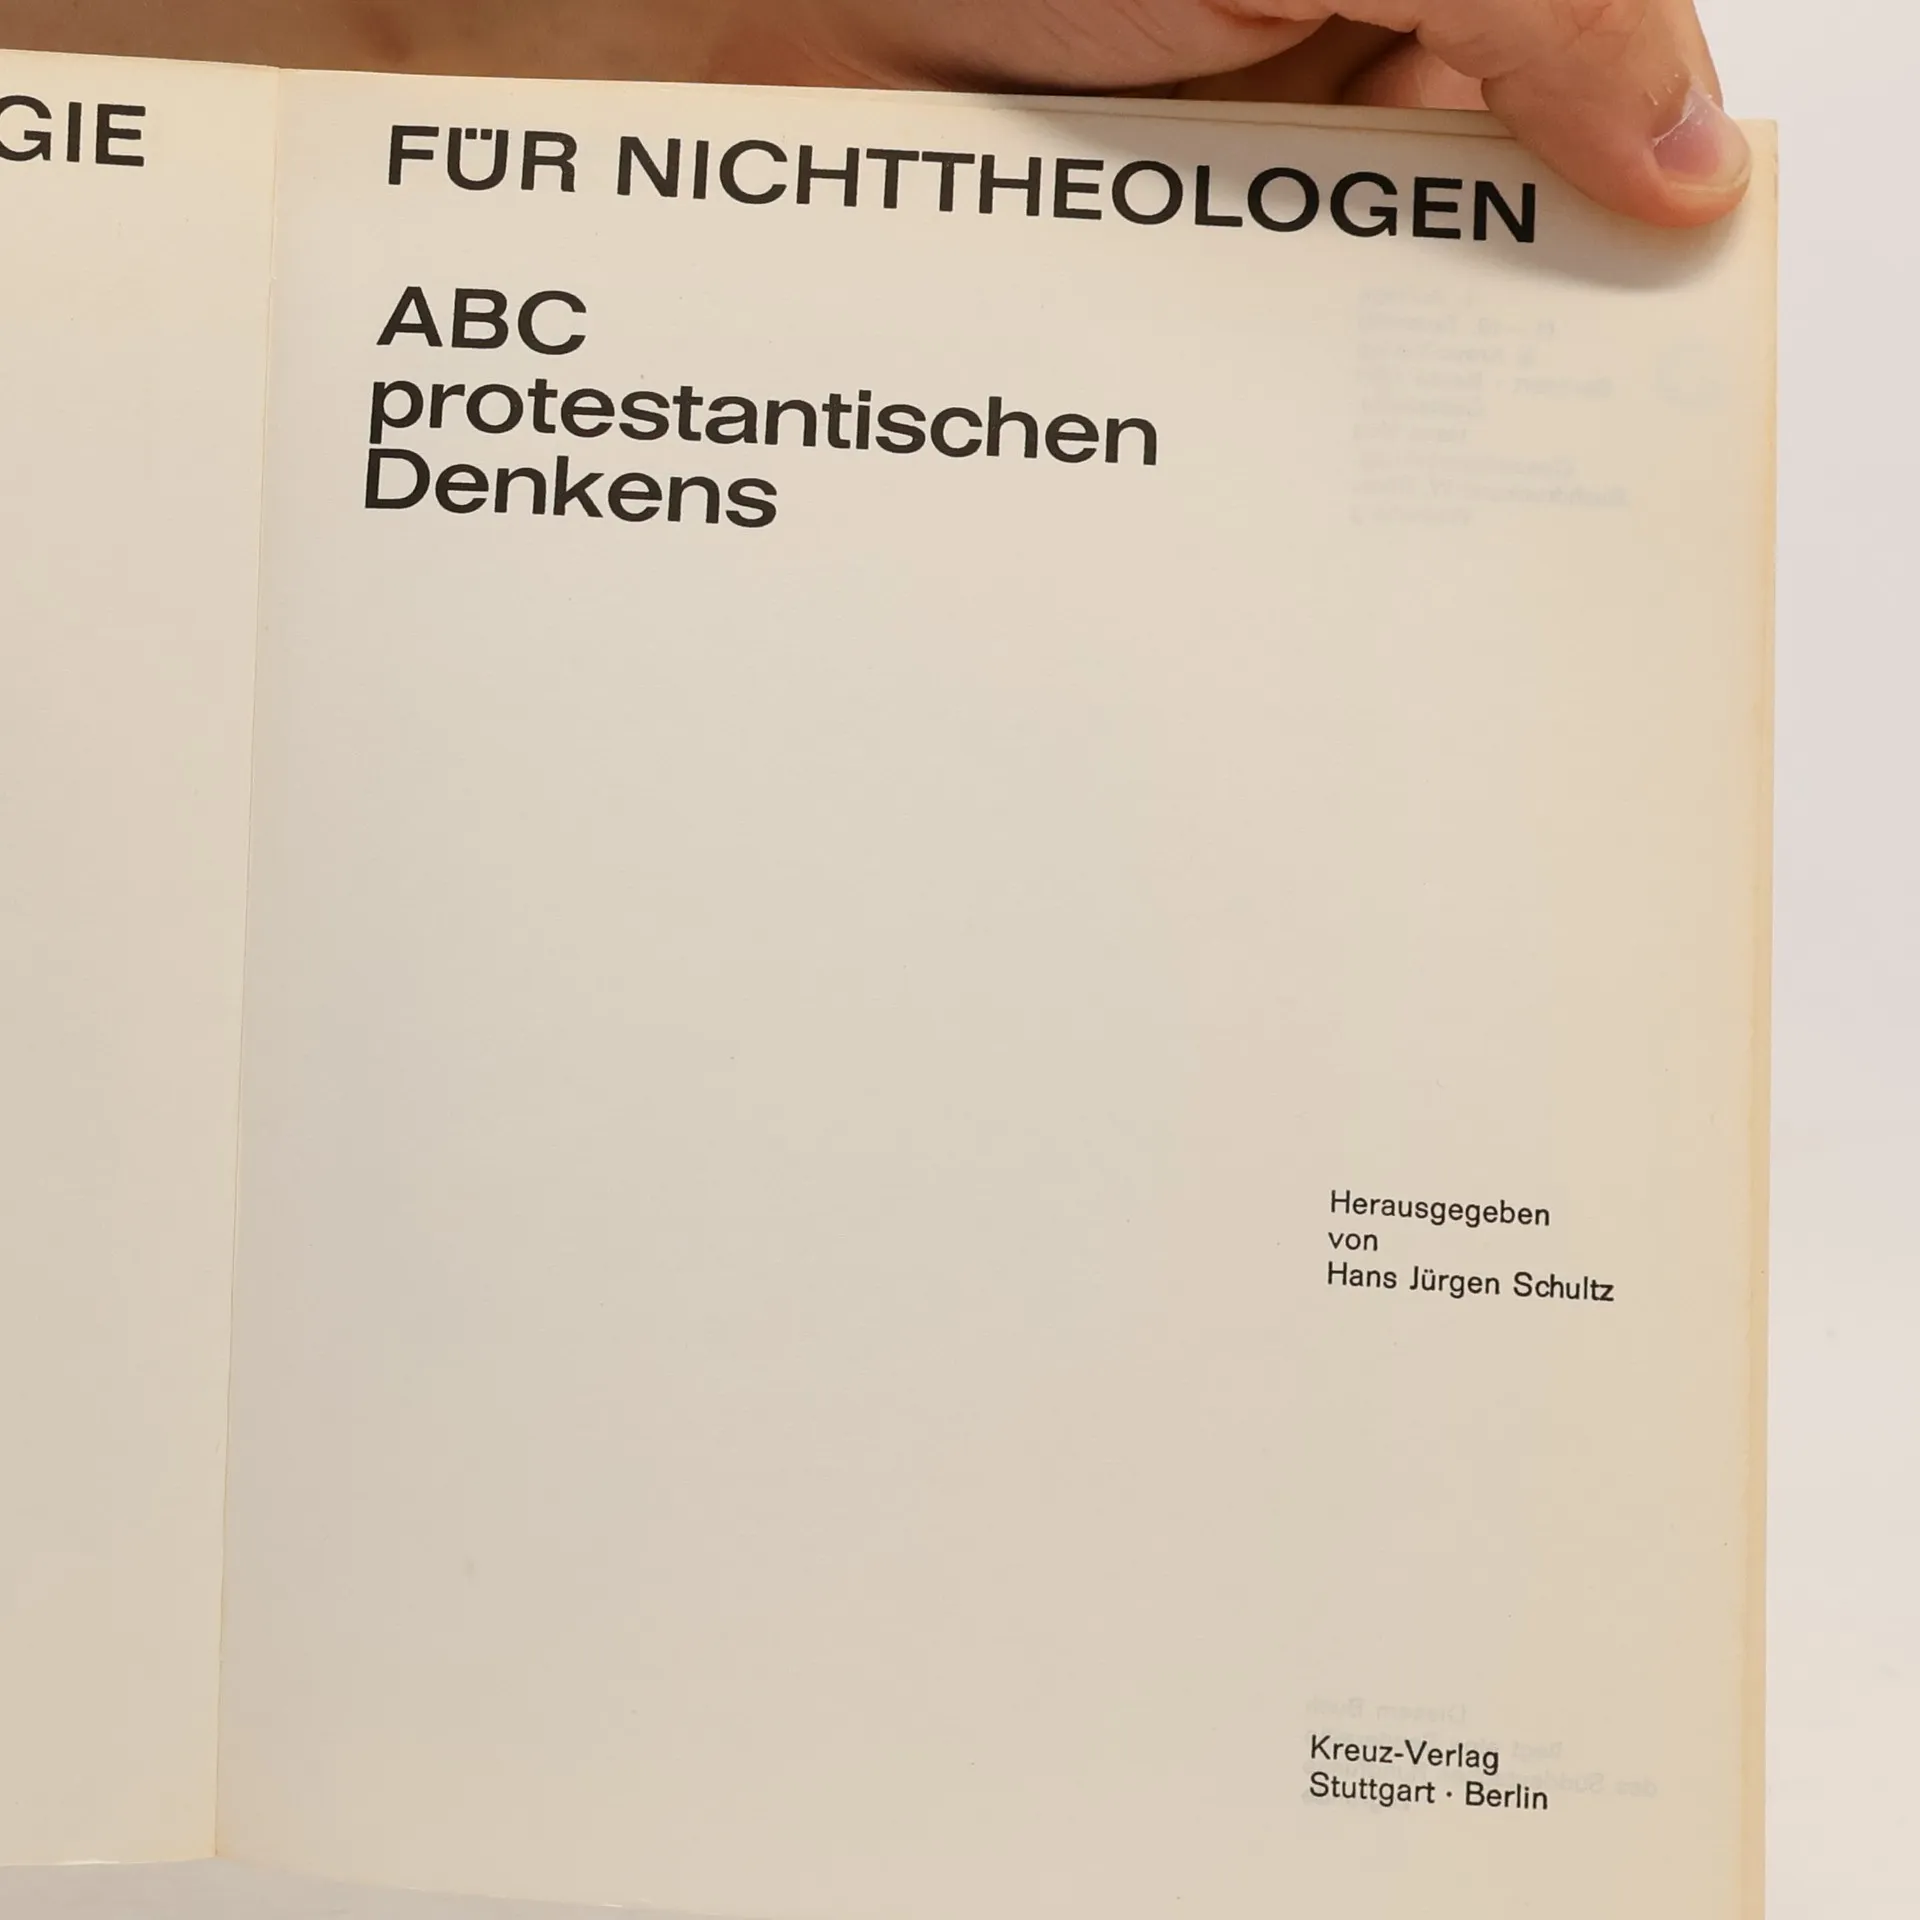 GIE FÜR NICHTTHEOLOGEN
ABC
protestantischen
Denkens
Herausgegeben
von
Hans Jürgen Schultz
Kreuz-Verlag
Stuttgart · Berlin